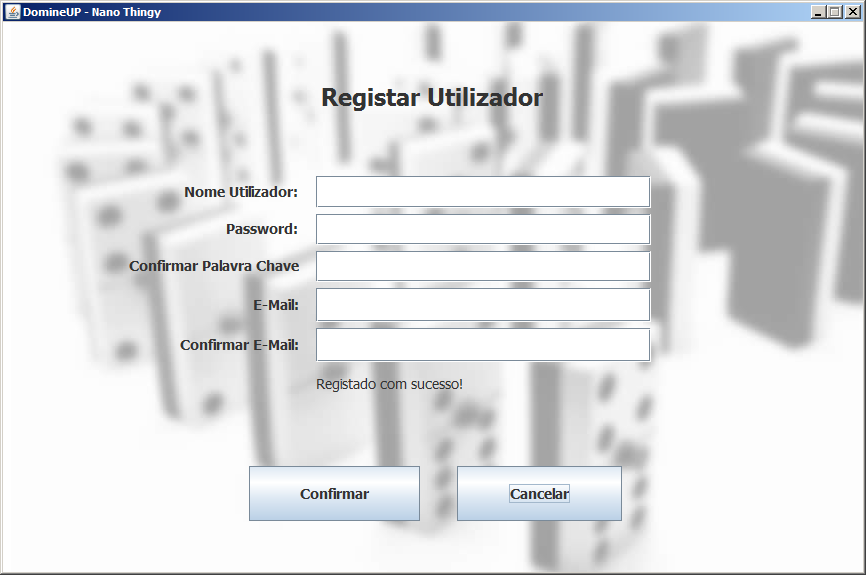 DomineUP - Nano Thingy
Registar Utilizador
Nome Utilizador:
Password:
Confirmar Palavra Chave
E-Mail:
Confirmar E-Mail:
Registado com sucesso!
Confirmar
Cancelar